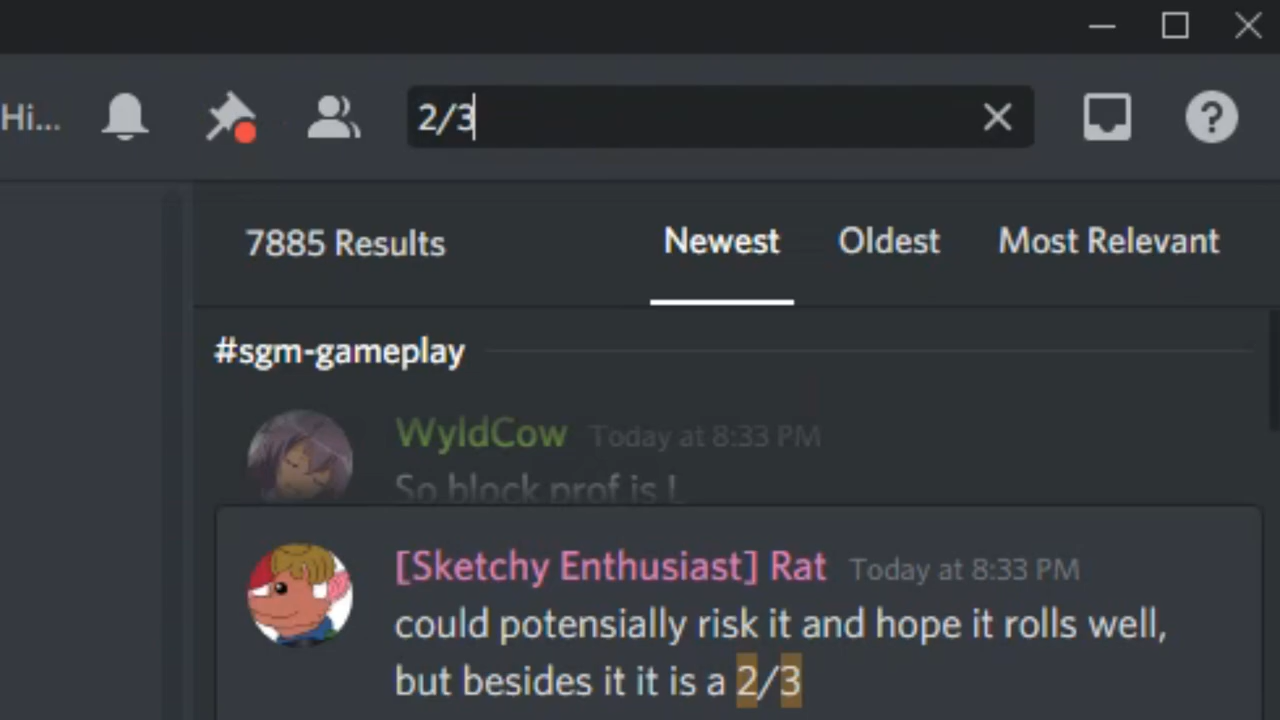 Hi...
2/3
7885 Results
Newest Oldest Most Relevant
#sgm-gameplay
WyldCow Today at 8:33 PM
So block prof is L
[Sketchy Enthusiast] Rat Today at 8:33 PM
could potensially risk it and hope it rolls well,
but besides it it is a 2/3